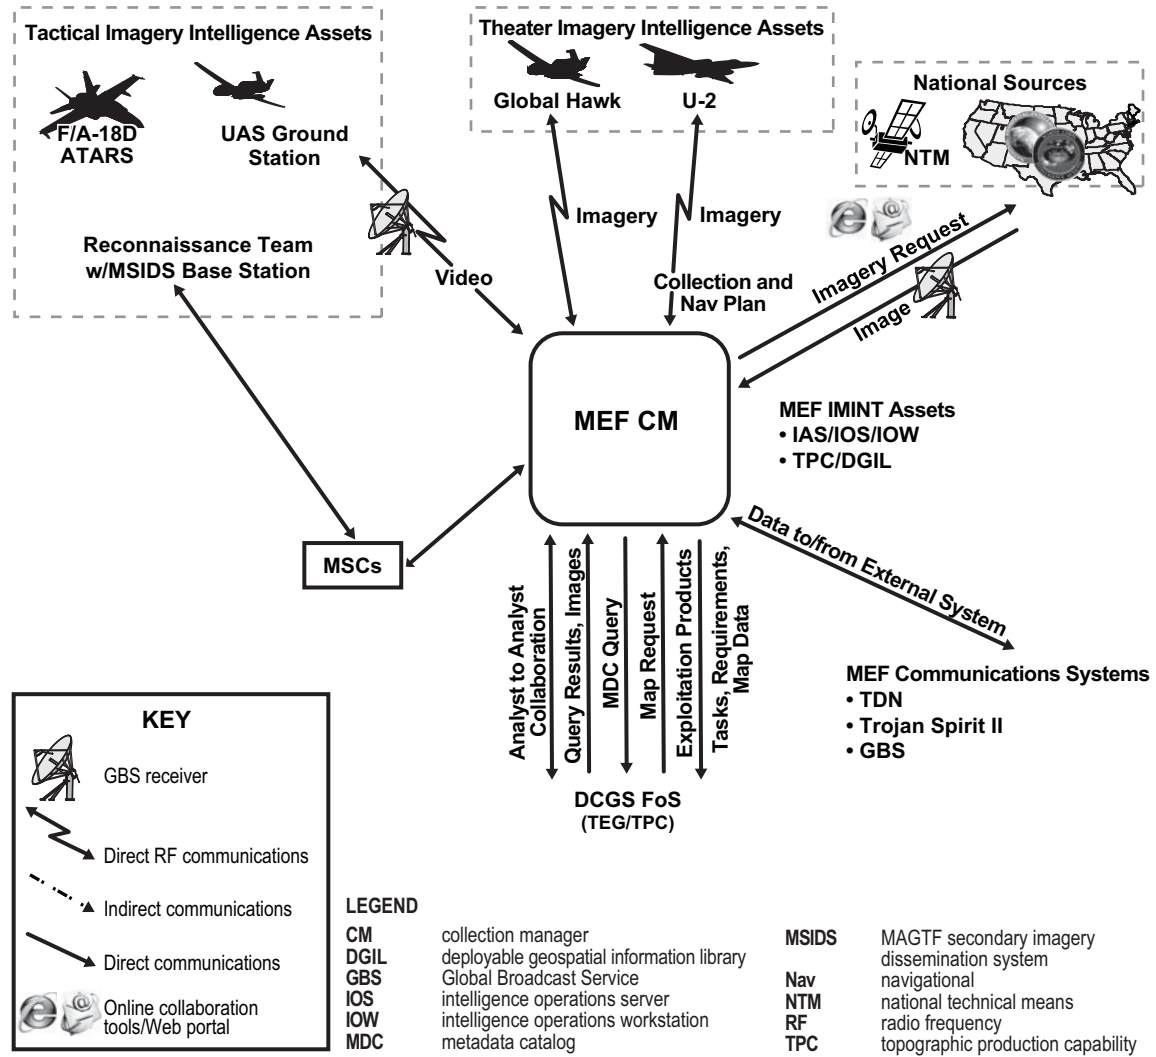 Tactical Imagery Intelligence Assets
F/A-18D
ATARS
UAS Ground
Station
Reconnaissance Team
w/MSIDS Base Station
Theater Imagery Intelligence Assets
Global Hawk
U-2
National Sources
NTM
Video
Imagery
Imagery
Collection and
Nav Plan
Imagery Request
Image
MEF CM
MEF IMINT Assets
• IAS/IOS/IOW
• TPC/DGIL
MSCs
Analyst to Analyst
Collaboration
Query Results, Images
MDC Query
Map Request
Exploitation Products
Tasks, Requirements,
Map Data
Data to/from External System
DCGS FoS
(TEG/TPC)
MEF Communications Systems
• TDN
• Trojan Spirit II
• GBS
KEY
GBS receiver
Direct RF communications
Indirect communications
Direct communications
Online collaboration
tools/Web portal
LEGEND
CM collection manager
DGIL deployable geospatial information library
GBS Global Broadcast Service
IOS intelligence operations server
IOW intelligence operations workstation
MDC metadata catalog
MSIDS MAGTF secondary imagery
dissemination system
Nav navigational
NTM national technical means
RF radio frequency
TPC topographic production capability